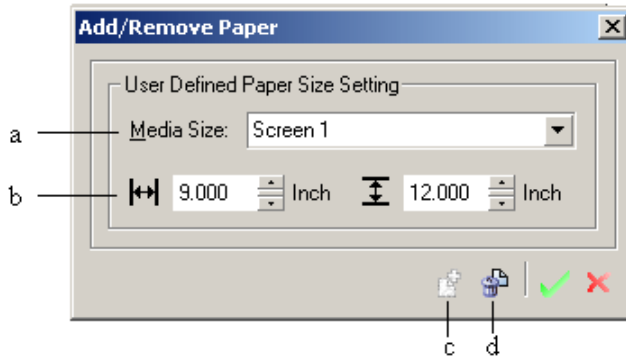 Add/Remove Paper
User Defined Paper Size Setting
a Media Size: Screen 1
b 9.000 Inch 12.000 Inch
c d